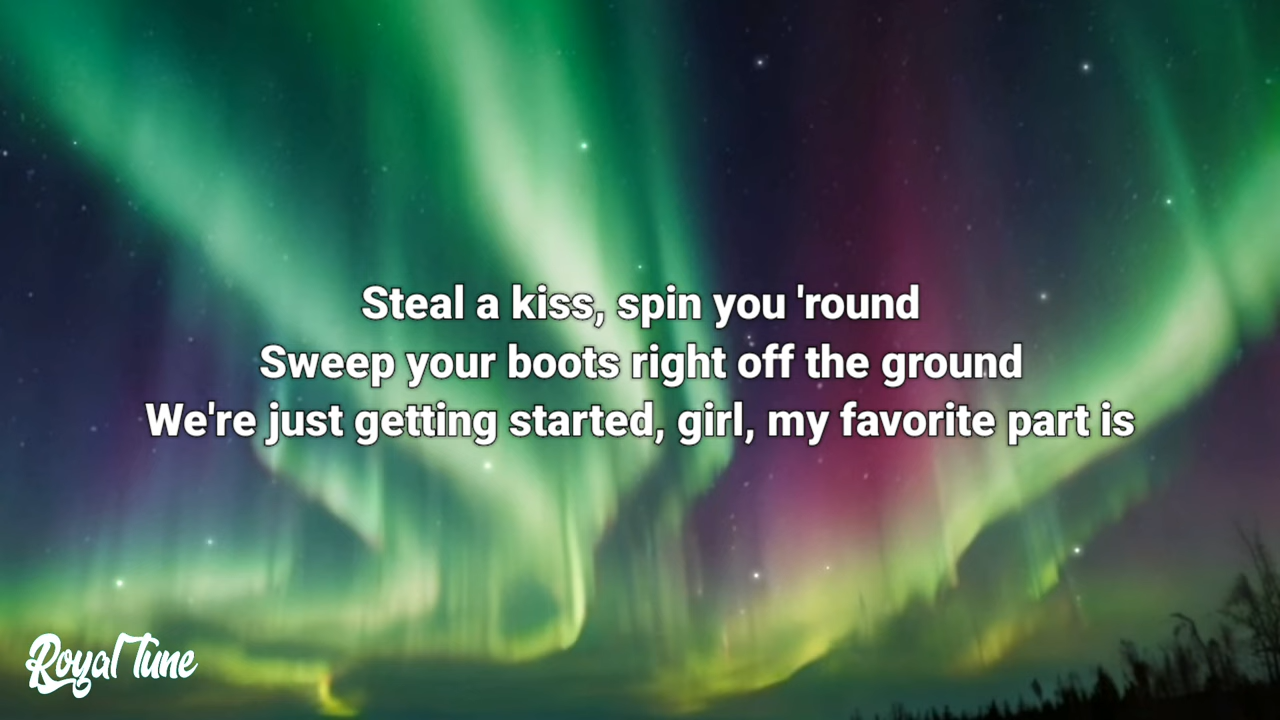 Steal a kiss, spin you 'round
Sweep your boots right off the ground
We're just getting started, girl, my favorite part is
Royal Tune